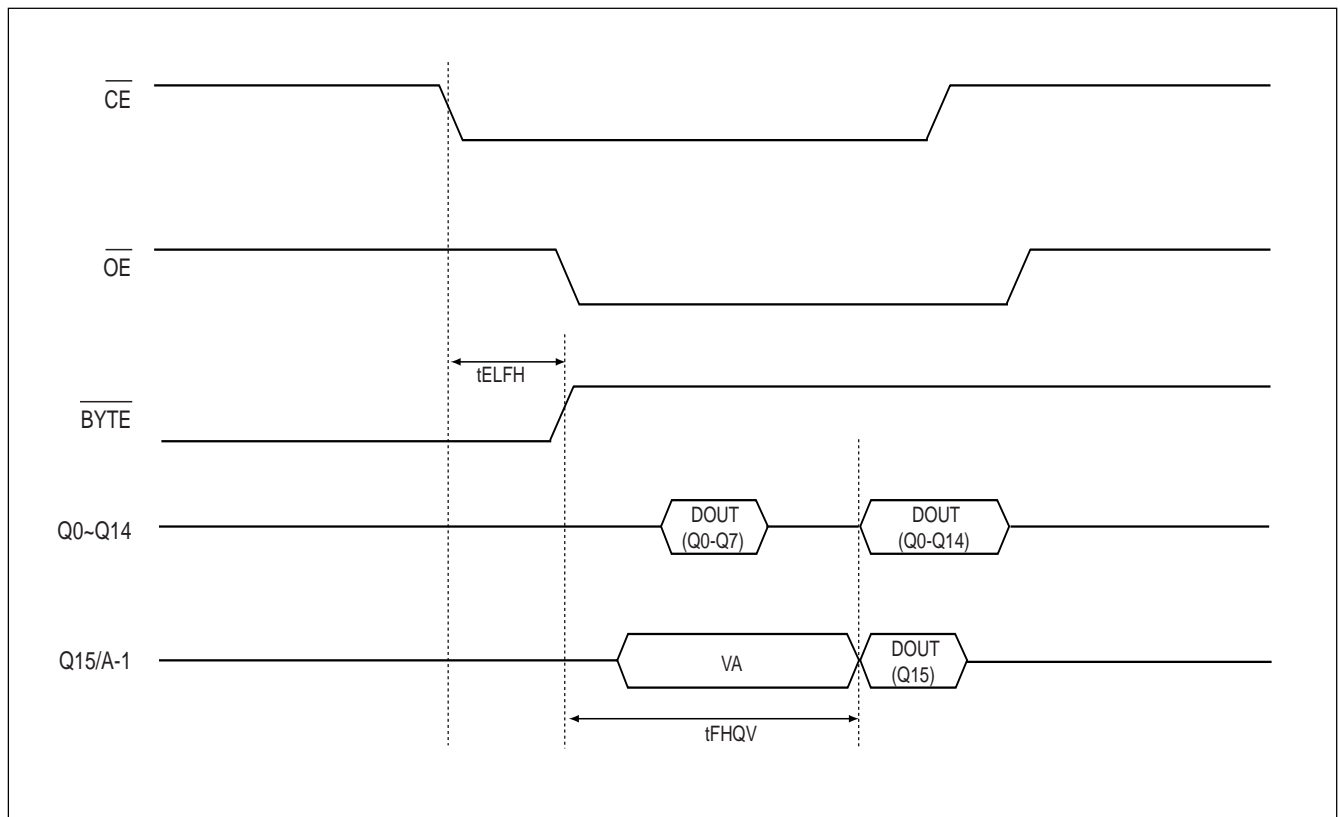 CE
OE
tELFH
BYTE
Q0~Q14
DOUT
(Q0-Q7)
DOUT
(Q0-Q14)
Q15/A-1
VA
DOUT
(Q15)
tFHQV